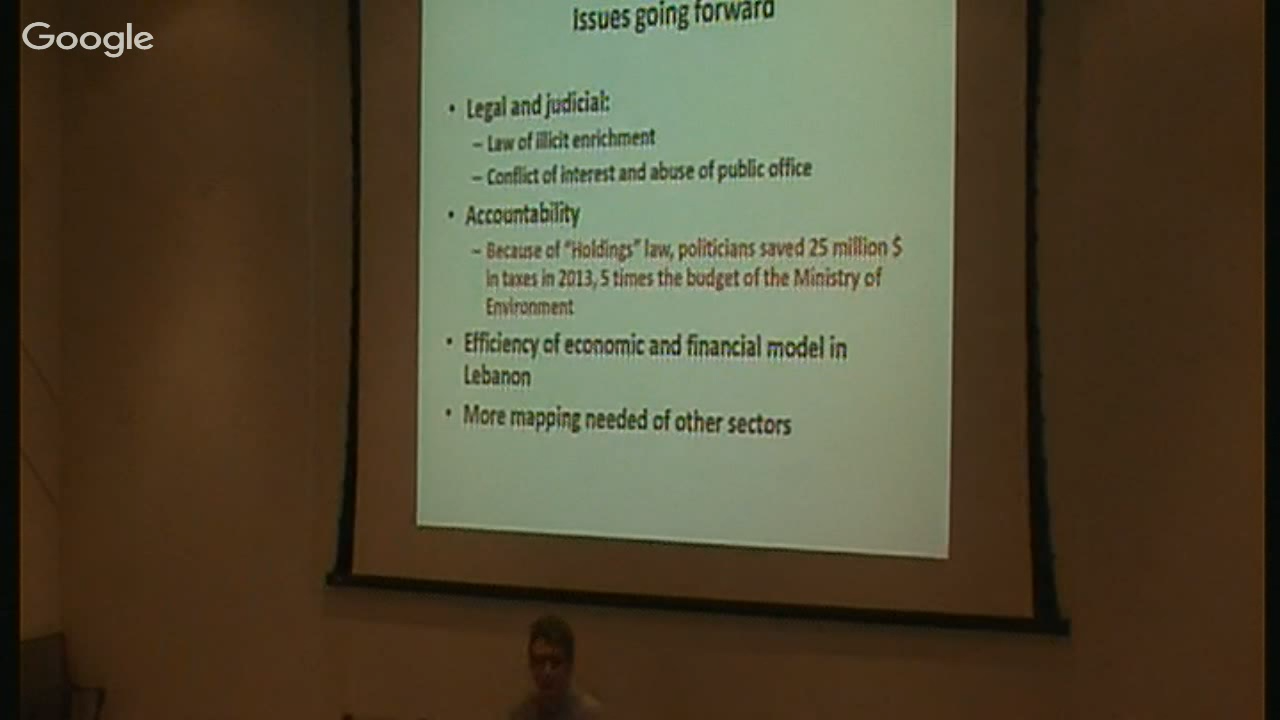 Google
Issues going forward
• Legal and judicial:
– Law of illicit enrichment
– Conflict of interest and abuse of public office
• Accountability
– Because of "Holdings" law, politicians saved 25 million $
in taxes in 2013, 5 times the budget of the Ministry of
Environment
• Efficiency of economic and financial model in
Lebanon
• More mapping needed of other sectors